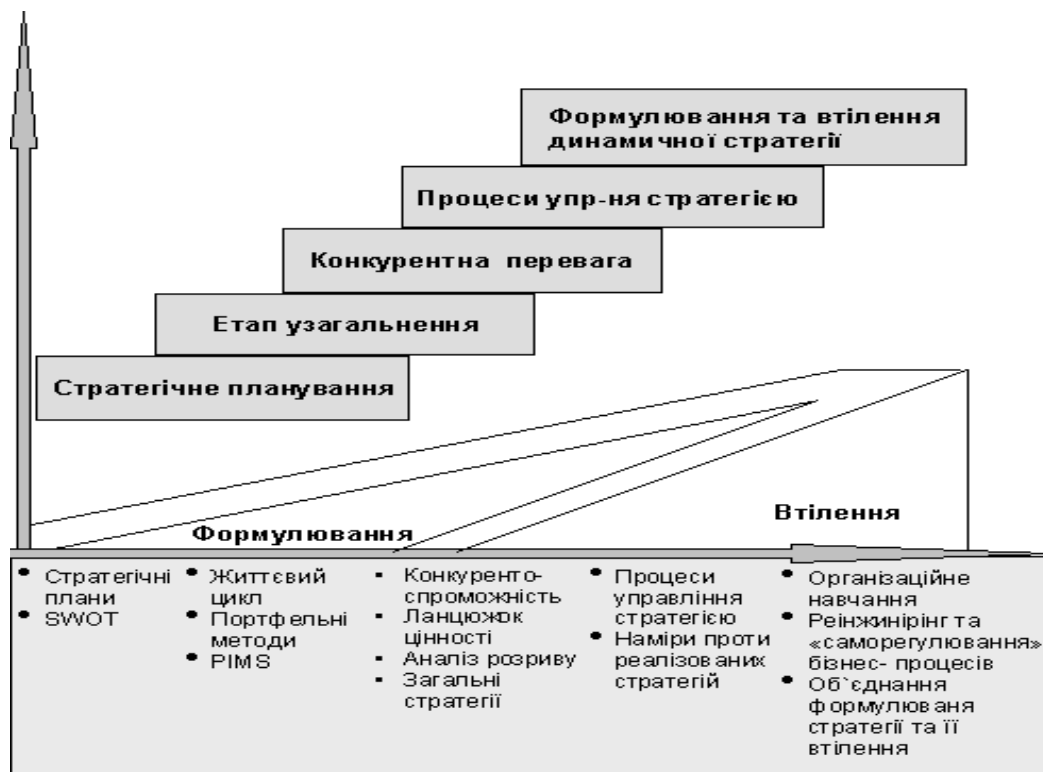 Формулювання та втілення
динамичної стратегії
Процеси упр-ня стратегією
Конкурентна перевага
Етап узагальнення
Стратегічне планування
Формулювання
Втілення
• Стратегічні
плани
• SWOT
• Життєвий
цикл
• Портфельні
методи
• PIMS
• Конкуренто-
спроможність
• Ланцюжок
цінності
• Аналіз розриву
• Загальні
стратегії
• Процеси
управління
стратегією
• Наміри проти
реалізованих
стратегій
• Організаційне
навчання
• Реінжинірінг та
«саморегулювання»
бізнес- процесів
• Об`єднання
формулюваня
стратегії та її
втілення